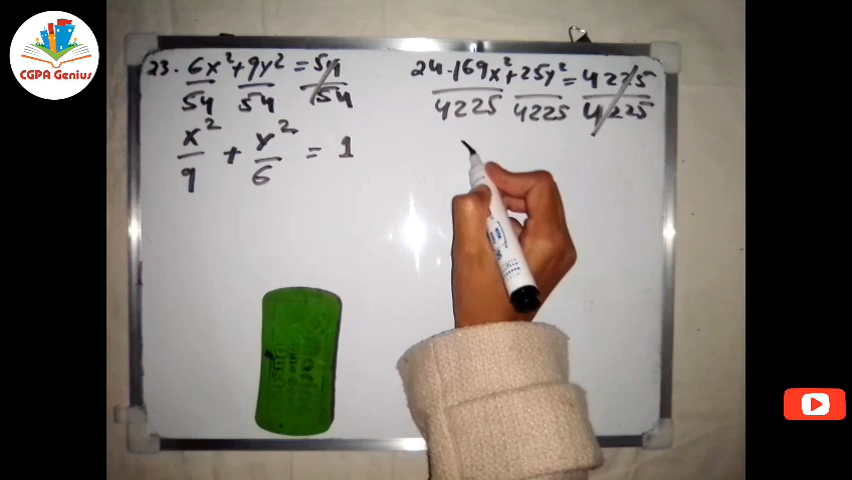 CGPA Genius
23. 6x²/54 + 9y²/54 = 54/54
x²/9 + y²/6 = 1
24. 169x²/4225 + 25y²/4225 = 4225/4225